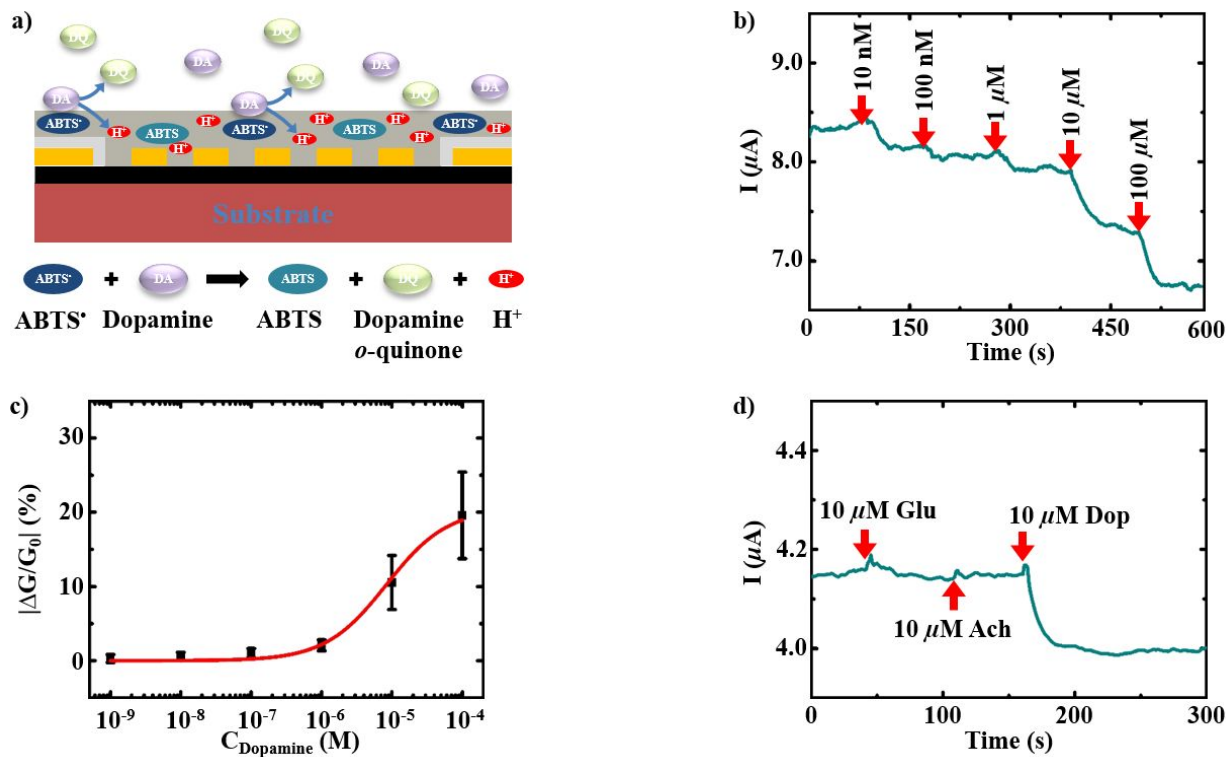 a)
DQ DQ
DA DA
DQ DQ
DA DQ DA
DA DA
ABTS• H⁺ ABTS H⁺ ABTS• H⁺ H⁺ ABTS H⁺ H⁺ ABTS• H⁺
H⁺
Substrate
ABTS• + DA ABTS + DQ + H⁺
ABTS• Dopamine ABTS Dopamine H⁺
o-quinone
b)
I (µA)
9.0
8.0
7.0
10 nM
100 nM
1 µM
10 µM
100 µM
0 150 300 450 600
Time (s)
c)
|ΔG/G₀| (%)
30
20
10
0
10⁻⁹ 10⁻⁸ 10⁻⁷ 10⁻⁶ 10⁻⁵ 10⁻⁴
C_Dopamine (M)
d)
I (µA)
4.4
4.2
4.0
10 µM Glu
10 µM Dop
10 µM Ach
0 100 200 300
Time (s)